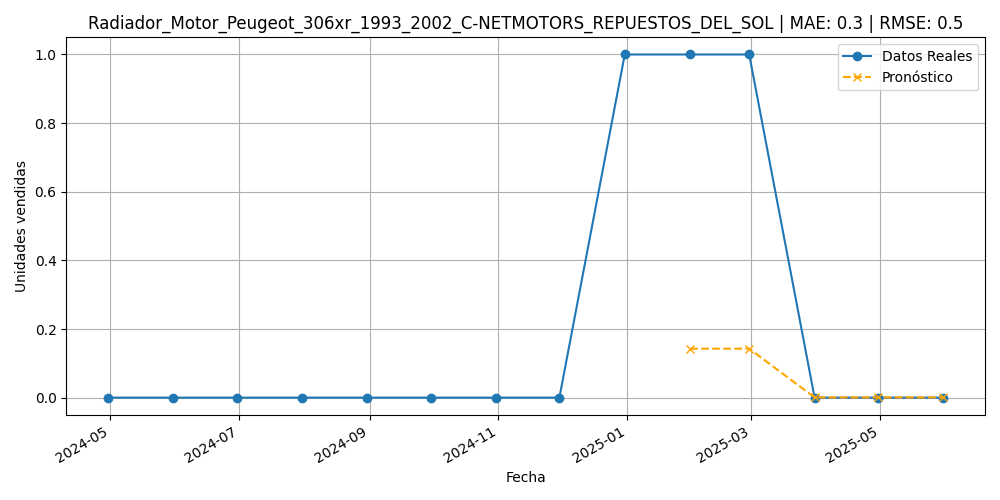 Radiador_Motor_Peugeot_306xr_1993_2002_C-NETMOTORS_REPUESTOS_DEL_SOL | MAE: 0.3 | RMSE: 0.5
Datos Reales
Pronóstico
Unidades vendidas
1.0
0.8
0.6
0.4
0.2
0.0
2024-05
2024-07
2024-09
2024-11
2025-01
2025-03
2025-05
Fecha